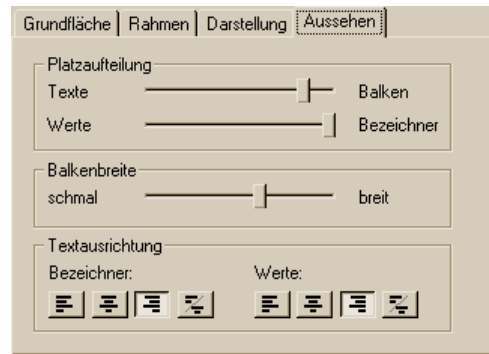 Grundfläche Rahmen Darstellung Aussehen
Platzaufteilung
Texte Balken
Werte Bezeichner
Balkenbreite
schmal breit
Textausrichtung
Bezeichner: Werte: